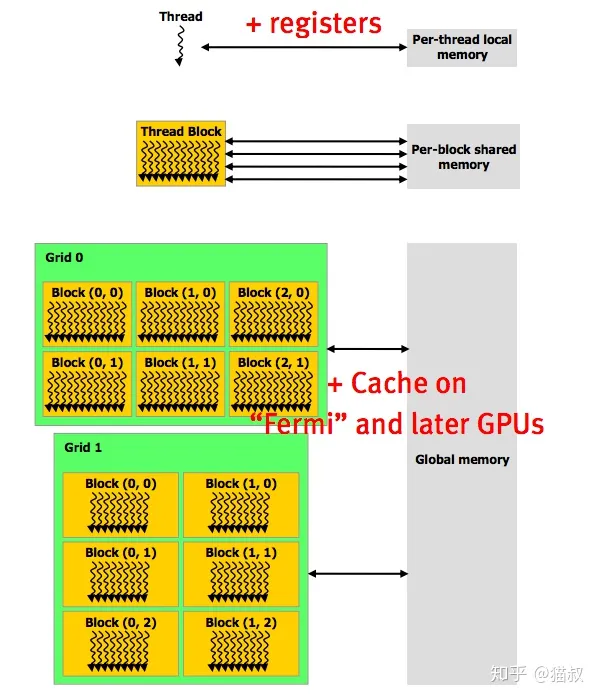 Thread
+ registers
Per-thread local
memory
Thread Block
Per-block shared
memory
Grid 0
Block (0, 0) Block (1, 0) Block (2, 0)
Block (0, 1) Block (1, 1) Block (2, 1)
+ Cache on
“Fermi” and later GPUs
Grid 1
Global memory
Block (0, 0) Block (1, 0)
Block (0, 1) Block (1, 1)
Block (0, 2) Block (1, 2)
知乎 @猫叔